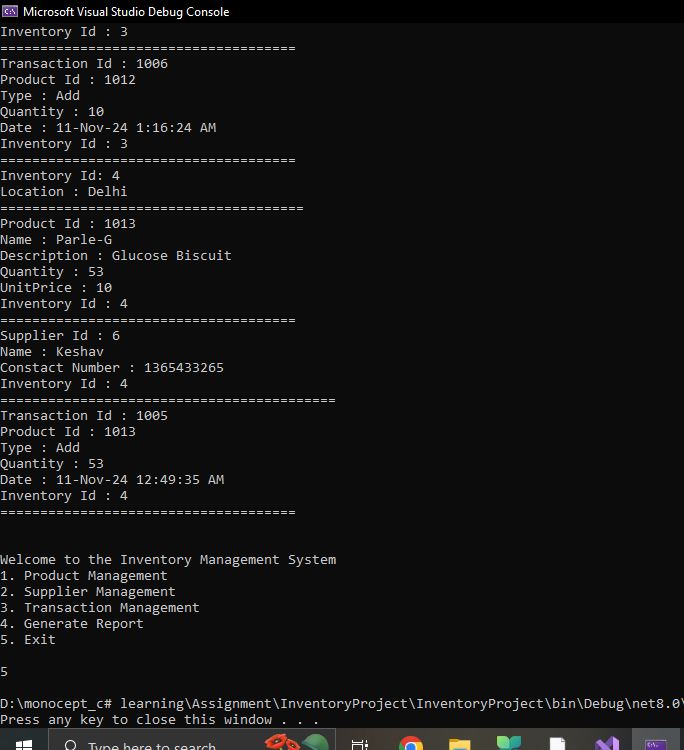 Microsoft Visual Studio Debug Console
Inventory Id : 3
=====================================
Transaction Id : 1006
Product Id : 1012
Type : Add
Quantity : 10
Date : 11-Nov-24 1:16:24 AM
Inventory Id : 3
=====================================
Inventory Id: 4
Location : Delhi
======================================
Product Id : 1013
Name : Parle-G
Description : Glucose Biscuit
Quantity : 53
UnitPrice : 10
Inventory Id : 4
=====================================
Supplier Id : 6
Name : Keshav
Constact Number : 1365433265
Inventory Id : 4
==========================================
Transaction Id : 1005
Product Id : 1013
Type : Add
Quantity : 53
Date : 11-Nov-24 12:49:35 AM
Inventory Id : 4
=====================================
Welcome to the Inventory Management System
1. Product Management
2. Supplier Management
3. Transaction Management
4. Generate Report
5. Exit
5
D:\monocept_c# learning\Assignment\InventoryProject\InventoryProject\bin\Debug\net8.0\
Press any key to close this window . . .
Type here to search